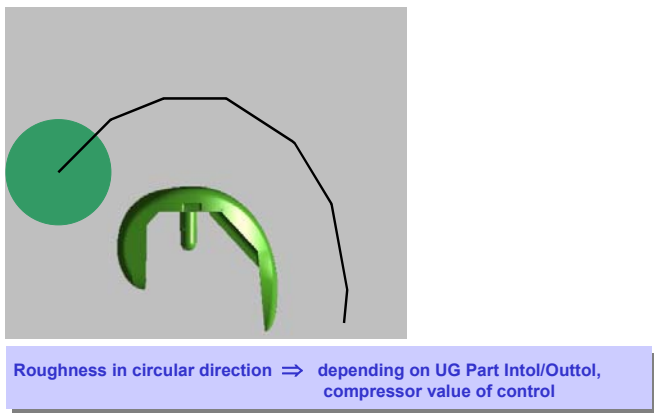 Roughness in circular direction ⇒ depending on UG Part Intol/Outtol,
compressor value of control